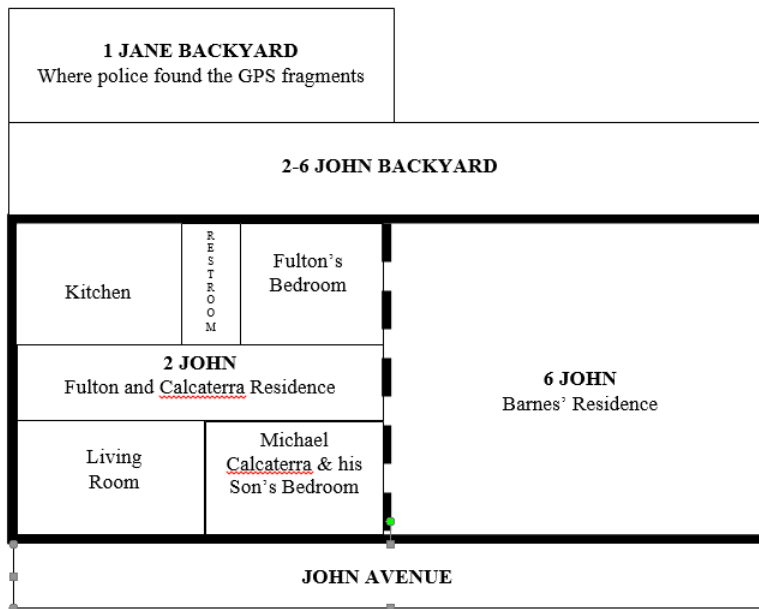 1 JANE BACKYARD
Where police found the GPS fragments
2-6 JOHN BACKYARD
Kitchen
RESTROOM
Fulton's
Bedroom
2 JOHN
Fulton and Calcaterra Residence
6 JOHN
Barnes' Residence
Living
Room
Michael
Calcaterra & his
Son's Bedroom
JOHN AVENUE